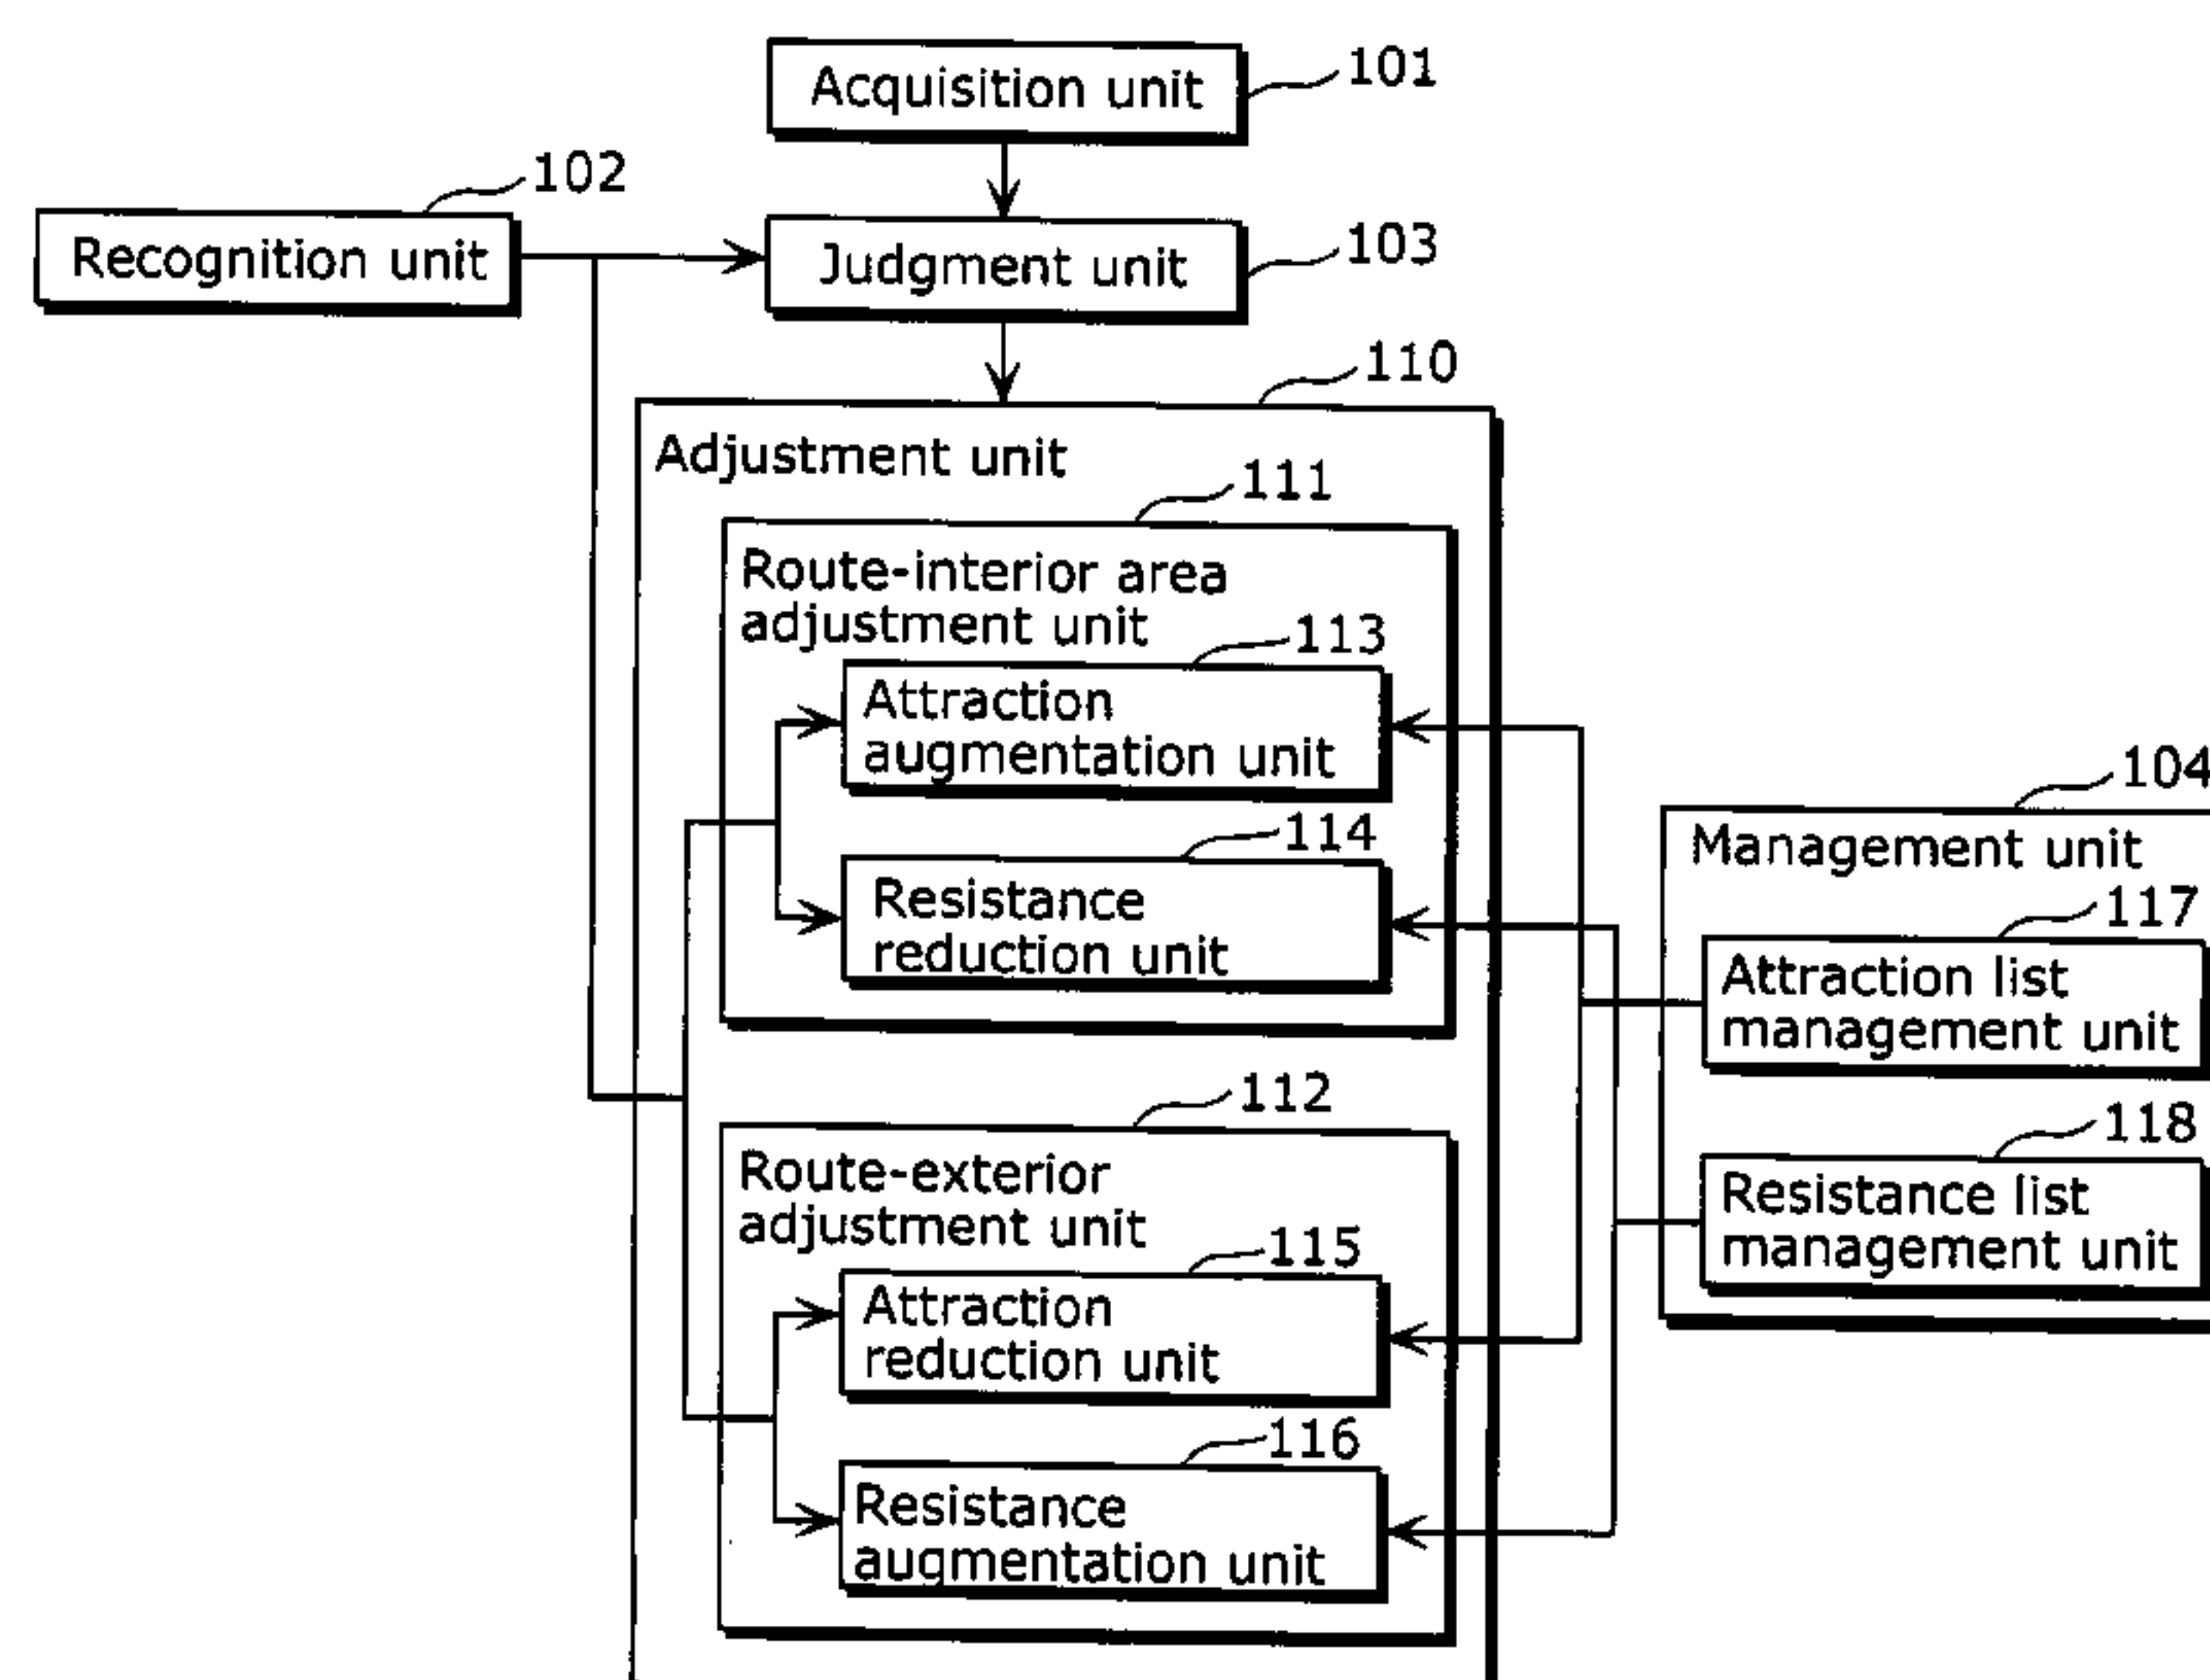 Acquisition unit
101
102
Recognition unit
Judgment unit
103
110
Adjustment unit
111
Route-interior area
adjustment unit
113
Attraction
augmentation unit
114
Resistance
reduction unit
104
Management unit
117
Attraction list
management unit
118
Resistance list
management unit
112
Route-exterior
adjustment unit
115
Attraction
reduction unit
116
Resistance
augmentation unit